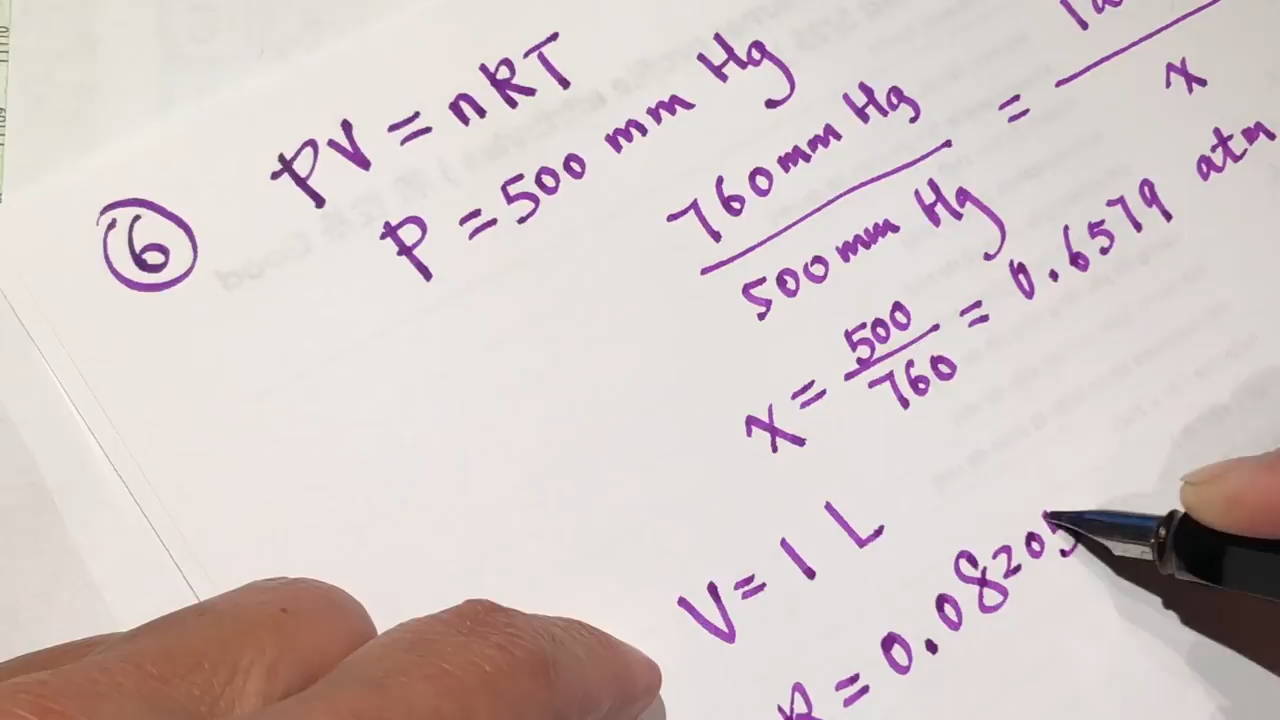 ⑥ PV = nRT
P = 500 mm Hg
760 mm Hg / 500 mm Hg = / x
x = 500/760 = 0.6579 atm
V = 1 L
R = 0.08205